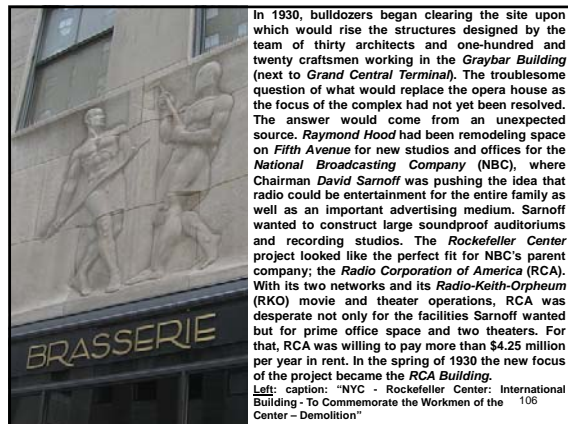 In 1930, bulldozers began clearing the site upon
which would rise the structures designed by the
team of thirty architects and one-hundred and
twenty craftsmen working in the Graybar Building
(next to Grand Central Terminal). The troublesome
question of what would replace the opera house as
the focus of the complex had not yet been resolved.
The answer would come from an unexpected
source. Raymond Hood had been remodeling space
on Fifth Avenue for new studios and offices for the
National Broadcasting Company (NBC), where
Chairman David Sarnoff was pushing the idea that
radio could be entertainment for the entire family as
well as an important advertising medium. Sarnoff
wanted to construct large soundproof auditoriums
and recording studios. The Rockefeller Center
project looked like the perfect fit for NBC's parent
company; the Radio Corporation of America (RCA).
With its two networks and its Radio-Keith-Orpheum
(RKO) movie and theater operations, RCA was
desperate not only for the facilities Sarnoff wanted
but for prime office space and two theaters. For
that, RCA was willing to pay more than $4.25 million
per year in rent. In the spring of 1930 the new focus
of the project became the RCA Building.
Left: caption: "NYC - Rockefeller Center: International
Building - To Commemorate the Workmen of the
Center – Demolition"
106
BRASSERIE